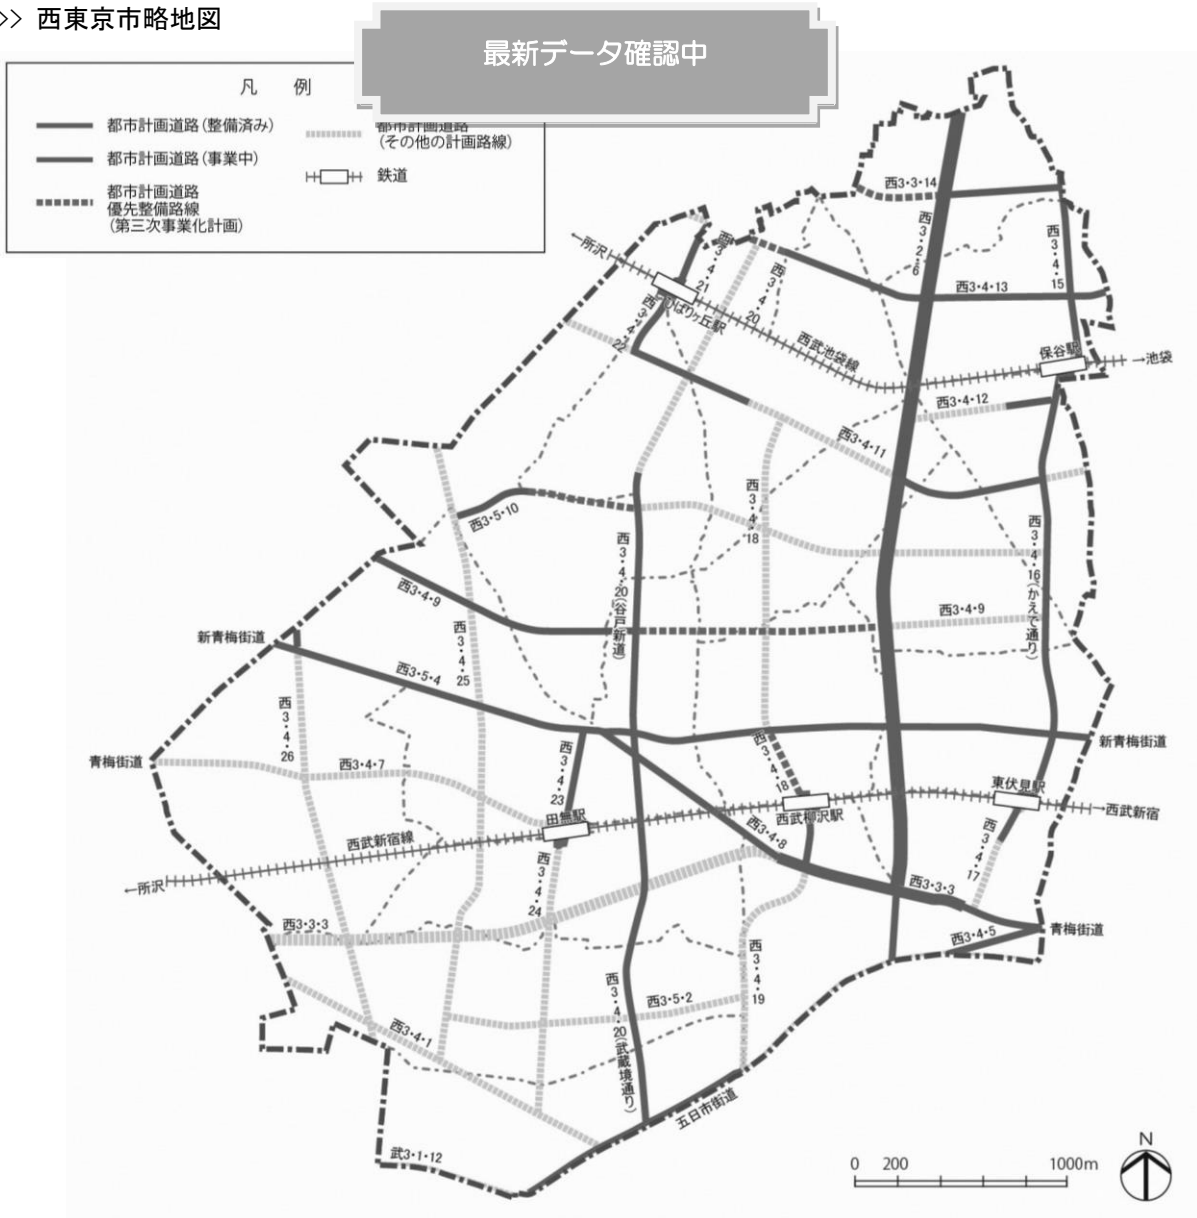 >> 西東京市略地図
最新データ確認中
凡 例
都市計画道路(整備済み)
都市計画道路(事業中)
都市計画道路
優先整備路線
(第三次事業化計画)
都市計画道路
(その他の計画路線)
鉄道
西3・3・14
西3・2・6
西3・4・15
西3・4・13
←所沢
西3・4・21
西3・4・20
ひばりヶ丘駅
西3・4・22
西武池袋線
保谷駅
→池袋
西3・4・12
西3・4・11
西3・5・10
西3・4・18
西3・4・20(谷戸新道)
西3・4・16(かえで通り)
西3・4・9
西3・4・9
新青梅街道
西3・4・25
西3・5・4
西3・4・26
青梅街道
西3・4・7
西3・4・23
西3・4・18
新青梅街道
東伏見駅
→西武新宿
田無駅
西武柳沢駅
西武新宿線
西3・4・8
西3・4・17
←所沢
西3・4・24
西3・3・3
西3・3・3
青梅街道
西3・4・5
西3・4・19
西3・5・2
西3・4・20(武蔵境通り)
西3・4・1
五日市街道
武3・1・12
N
0 200 1000m